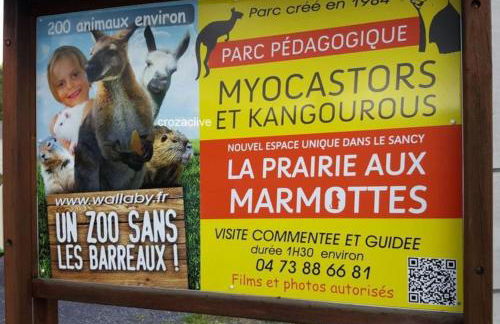 200 animaux environ
crozaclive
www.wallaby.fr
UN ZOO SANS
LES BARREAUX !
Parc créé en 1984
PARC PÉDAGOGIQUE
MYOCASTORS
ET KANGOUROUS
NOUVEL ESPACE UNIQUE DANS LE SANCY
LA PRAIRIE AUX
MARMOTTES
VISITE COMMENTEE ET GUIDEE
durée 1H30 environ
04 73 88 66 81
Films et photos autorisés